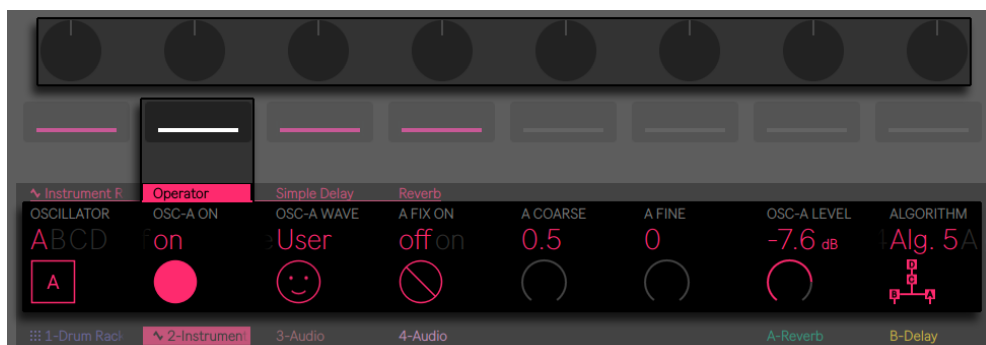 Instrument R Operator Simple Delay Reverb
OSCILLATOR OSC-A ON OSC-A WAVE A FIX ON A COARSE A FINE OSC-A LEVEL ALGORITHM
ABCD on User off on 0.5 0 -7.6 dB Alg. 5
A D C B A
1-Drum Rack 2-Instrument 3-Audio 4-Audio A-Reverb B-Delay